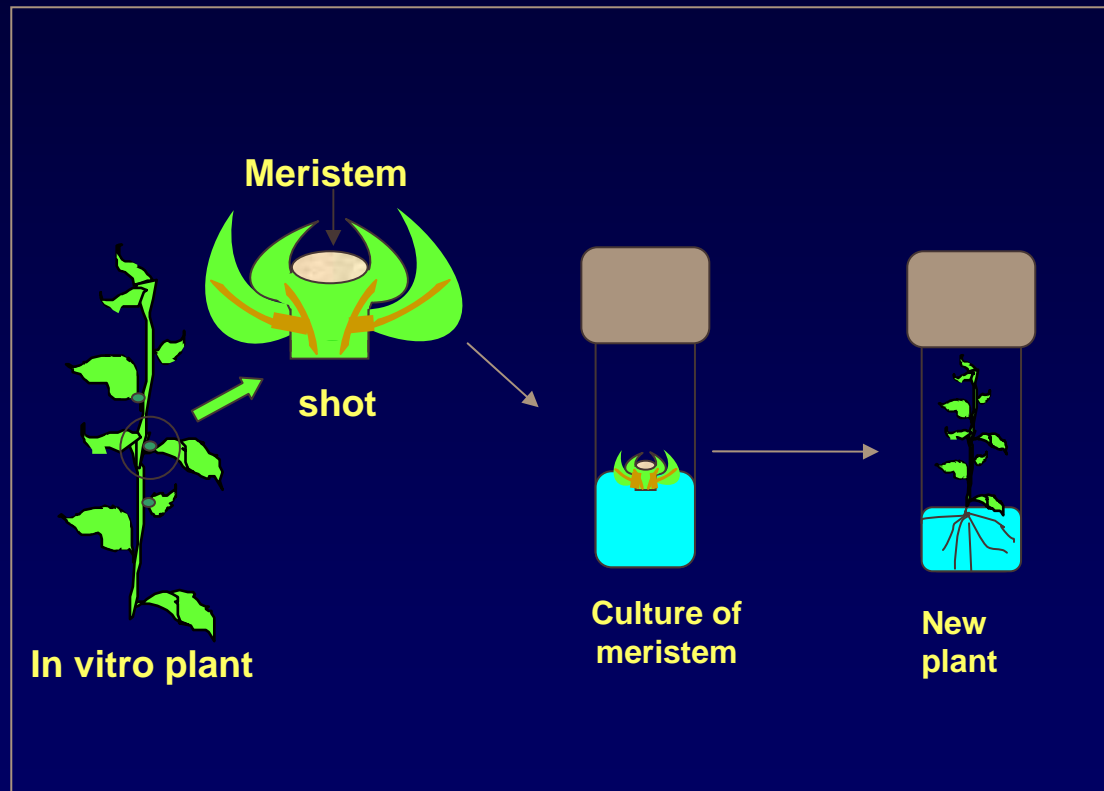 Meristem
shot
In vitro plant
Culture of
meristem
New
plant